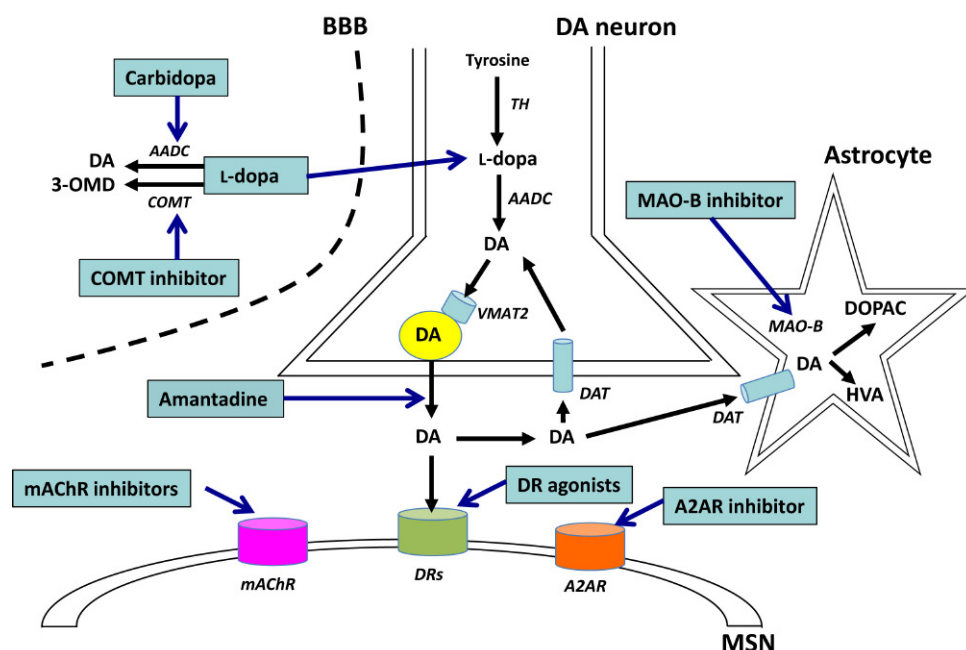 BBB
DA neuron
Tyrosine
Carbidopa
TH
AADC
DA
L-dopa
3-OMD
COMT
L-dopa
AADC
COMT inhibitor
DA
VMAT2
DA
Astrocyte
MAO-B inhibitor
DOPAC
MAO-B
DA
HVA
DAT
DAT
Amantadine
DA
DA
mAChR inhibitors
DR agonists
A2AR inhibitor
mAChR
DRs
A2AR
MSN